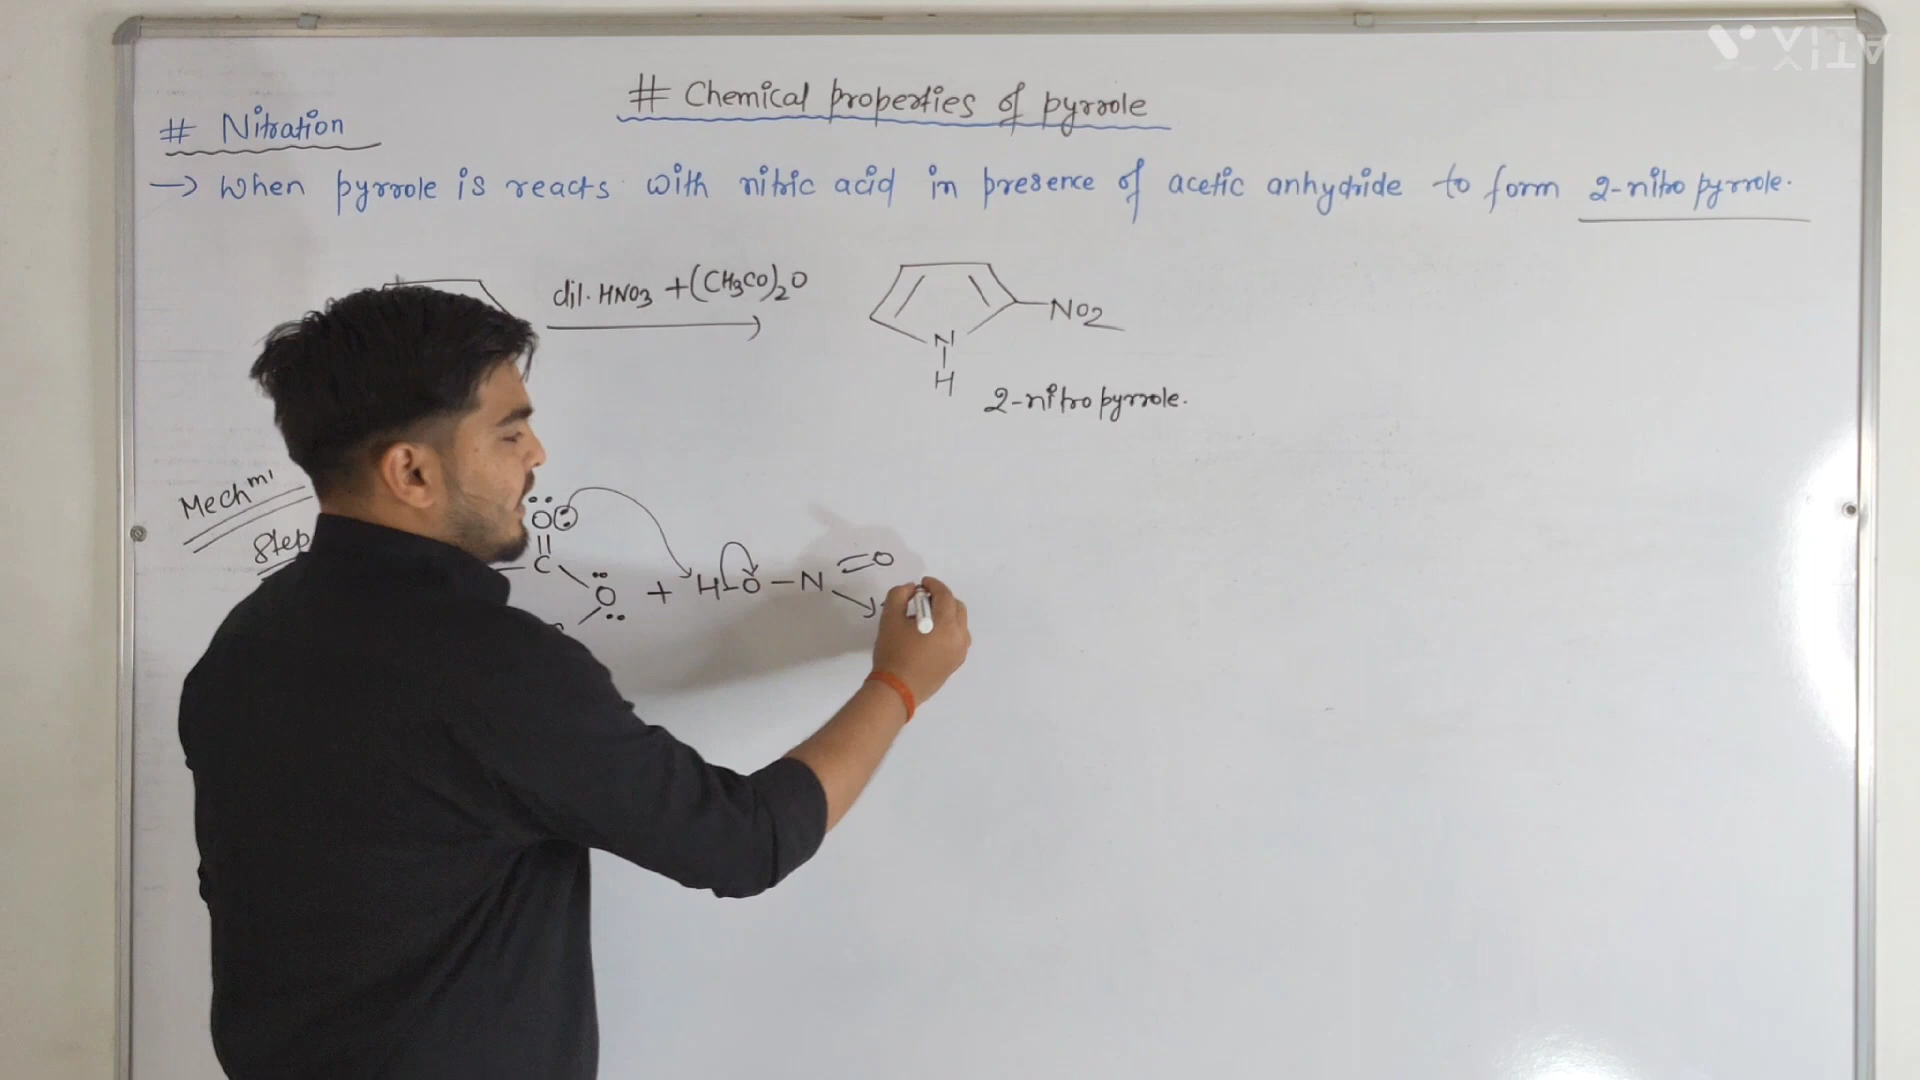 # Chemical properties of pyrrole
# Nitration
→ When pyrrole is reacts with nitric acid in presence of acetic anhydride to form 2-nitro pyrrole.
dil. HNO3 + (CH3CO)2O
NO2
N
H
2-nitro pyrrole.
Mechm'
Step
O
C
O
+ H-O-N
=O